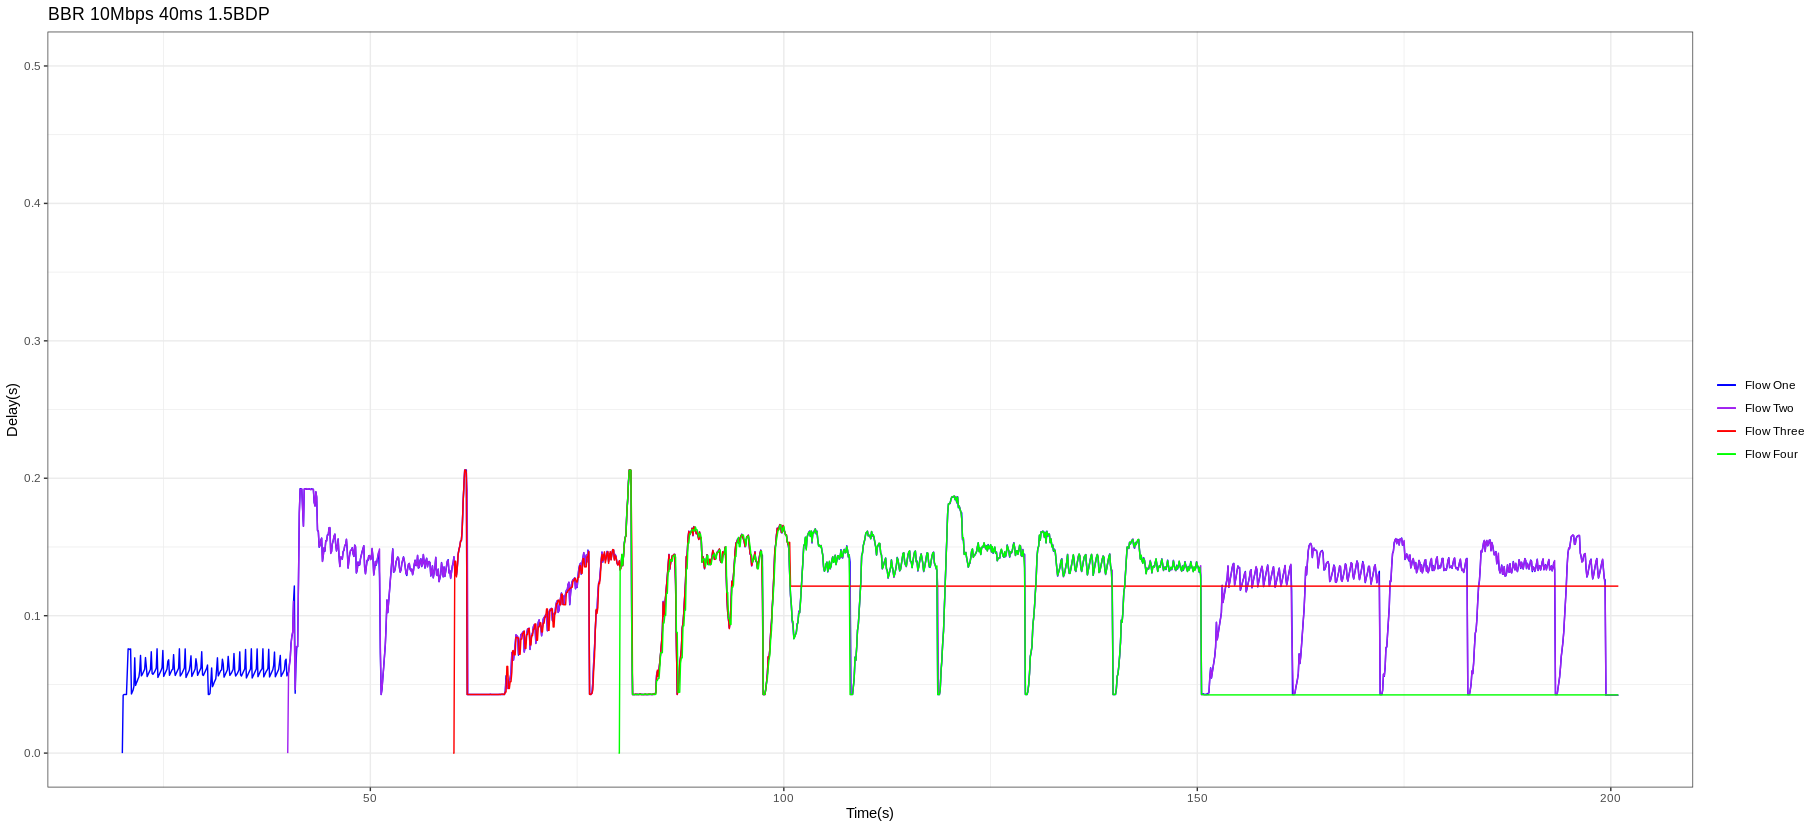 BBR 10Mbps 40ms 1.5BDP
0.5
0.4
0.3
0.2
0.1
0.0
Delay(s)
50
100
150
200
Time(s)
Flow One
Flow Two
Flow Three
Flow Four